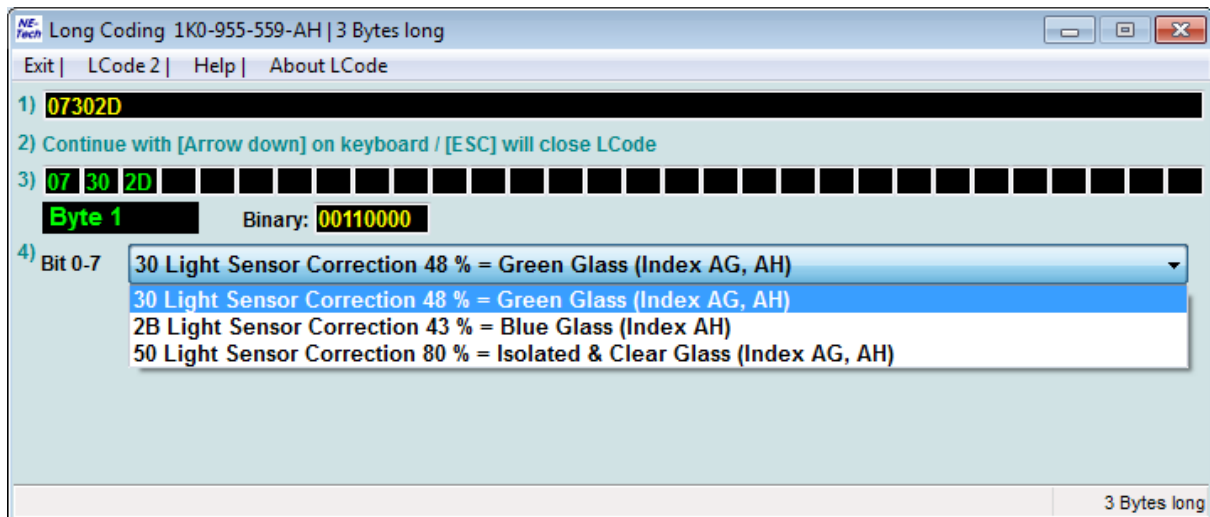 NE-Tech Long Coding 1K0-955-559-AH | 3 Bytes long
Exit | LCode 2 | Help | About LCode
1) 07302D
2) Continue with [Arrow down] on keyboard / [ESC] will close LCode
3) 07 30 2D
Byte 1 Binary: 00110000
4) Bit 0-7 30 Light Sensor Correction 48 % = Green Glass (Index AG, AH)
30 Light Sensor Correction 48 % = Green Glass (Index AG, AH)
2B Light Sensor Correction 43 % = Blue Glass (Index AH)
50 Light Sensor Correction 80 % = Isolated & Clear Glass (Index AG, AH)
3 Bytes long